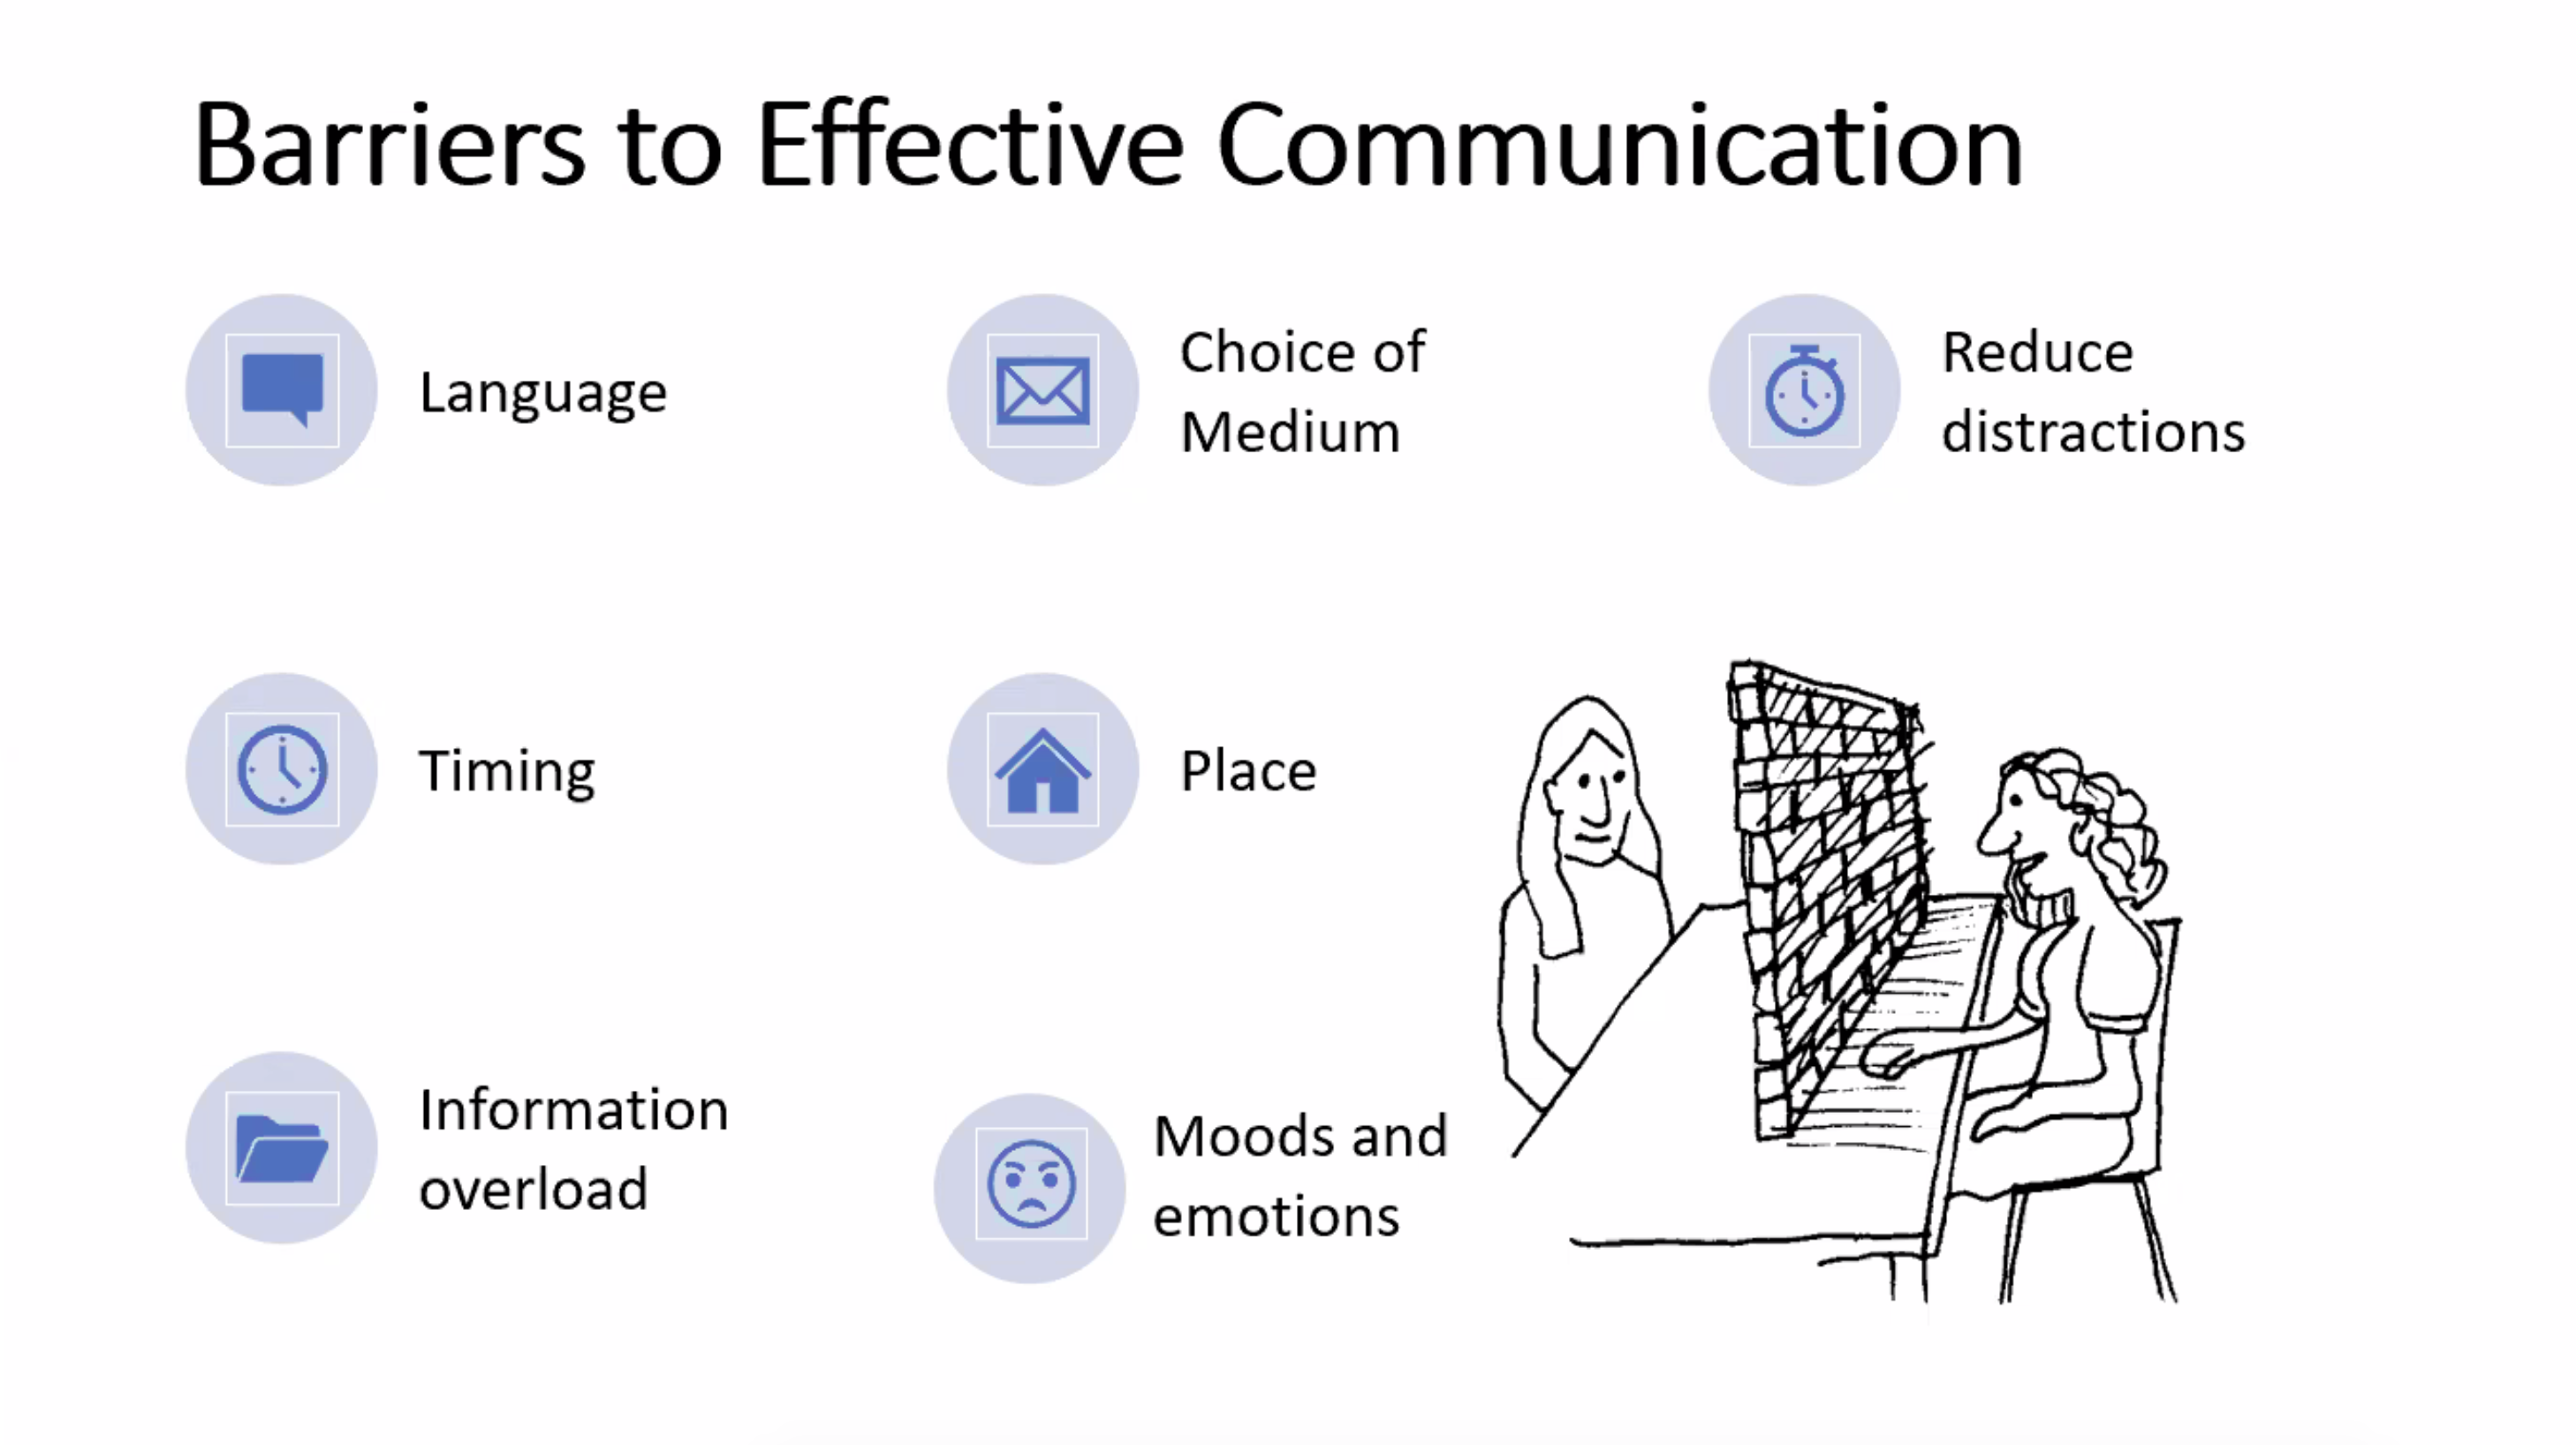 Barriers to Effective Communication
Language
Choice of
Medium
Reduce
distractions
Timing
Place
Information
overload
Moods and
emotions